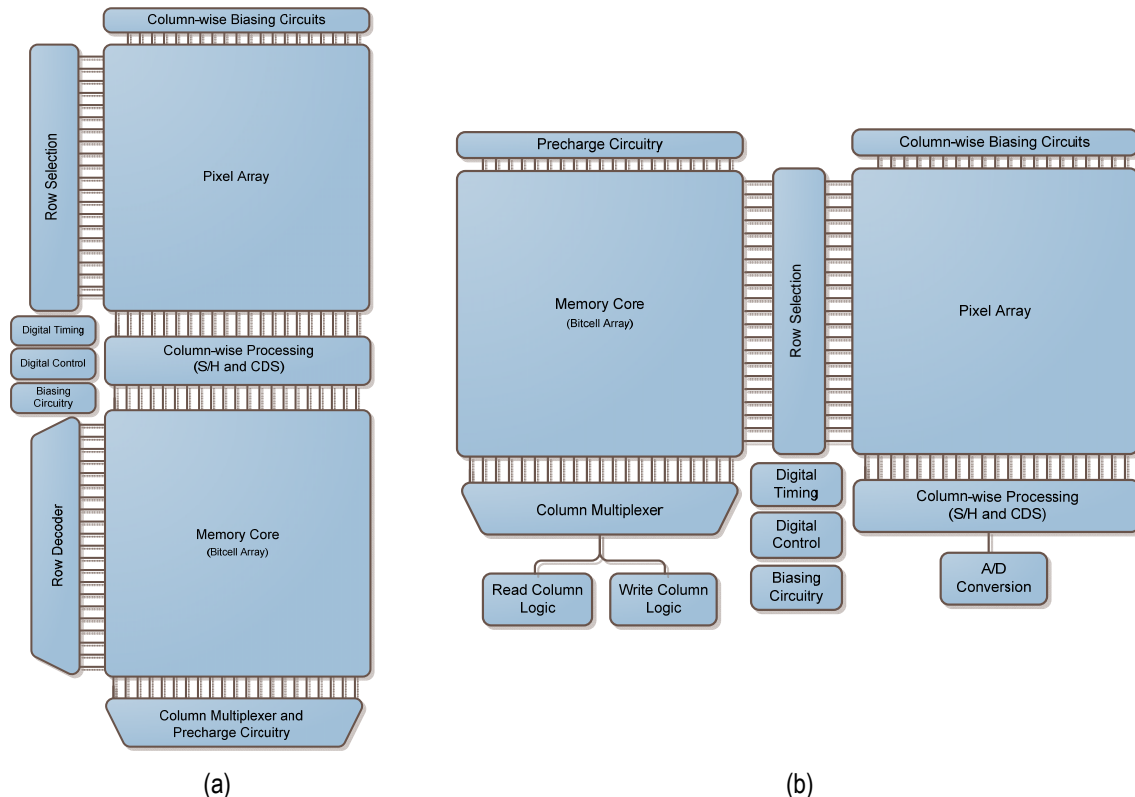 Column-wise Biasing Circuits
Row Selection
Pixel Array
Digital Timing
Digital Control
Biasing
Circuitry
Column-wise Processing
(S/H and CDS)
Row Decoder
Memory Core
(Bitcell Array)
Column Multiplexer and
Precharge Circuitry
(a)
Precharge Circuitry
Column-wise Biasing Circuits
Memory Core
(Bitcell Array)
Row Selection
Pixel Array
Column Multiplexer
Digital
Timing
Column-wise Processing
(S/H and CDS)
Digital
Control
Read Column
Logic
Write Column
Logic
Biasing
Circuitry
A/D
Conversion
(b)